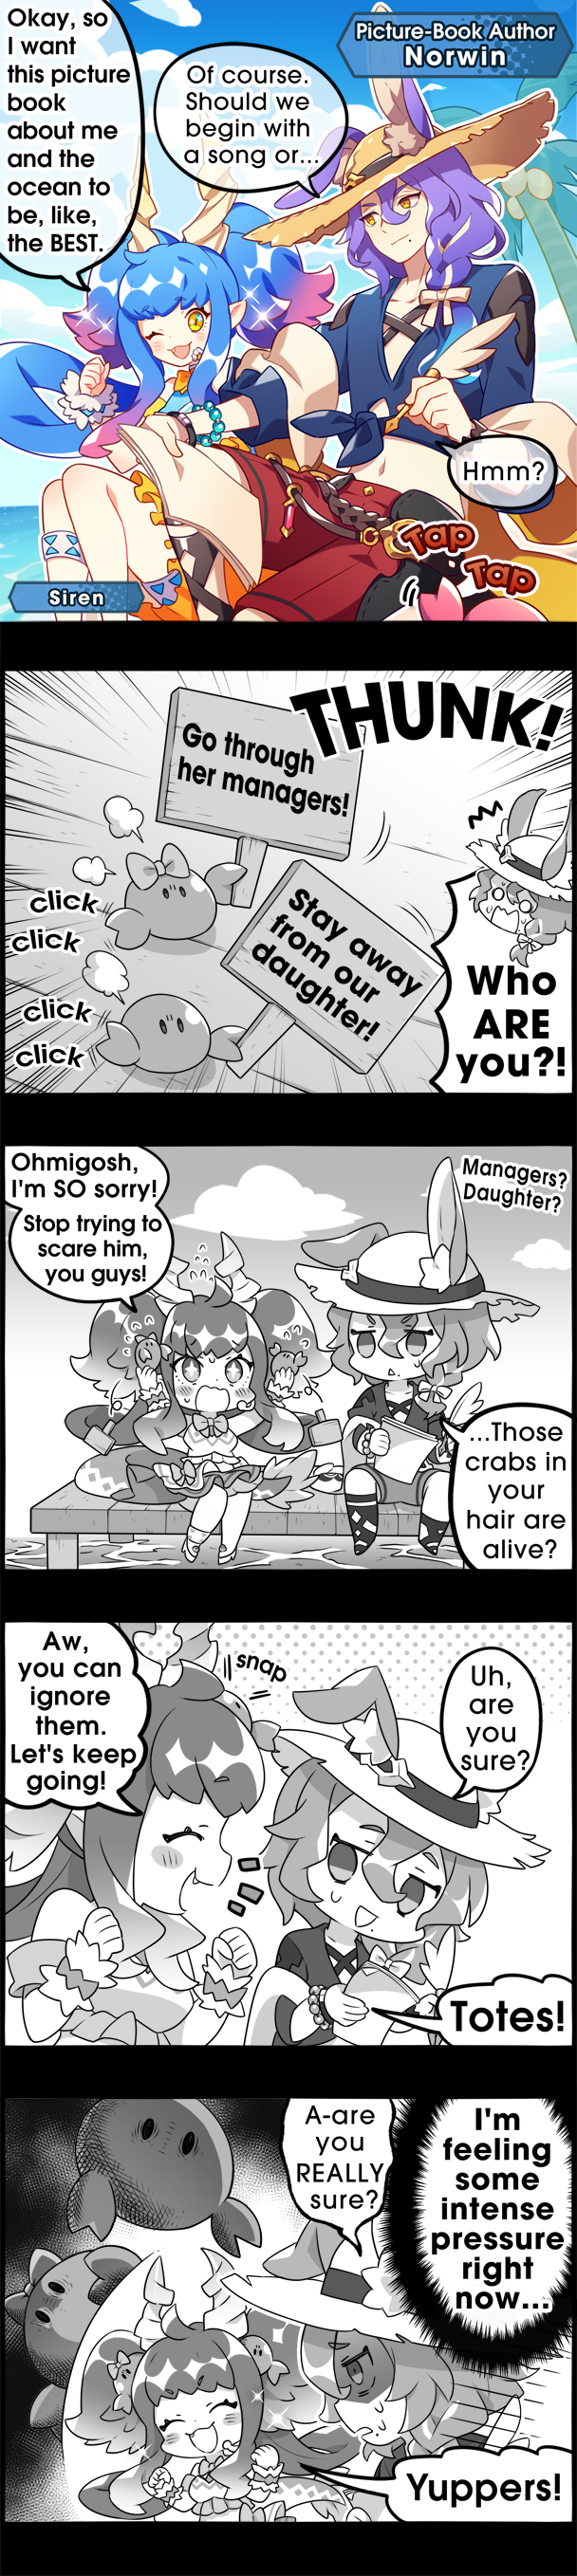 Okay, so
I want
this picture
book
about me
and the
ocean to
be, like,
the BEST.
Of course.
Should we
begin with
a song or...
Picture-Book Author
Norwin
Hmm?
Tap
Tap
Siren
THUNK!
Go through
her managers!
click
click
Stay away
from our
daughter!
click
click
Who
ARE
you?!
Ohmigosh,
I'm SO sorry!
Stop trying to
scare him,
you guys!
Managers?
Daughter?
...Those
crabs in
your
hair are
alive?
Aw,
you can
ignore
them.
Let's keep
going!
snap
Uh,
are
you
sure?
Totes!
A-are
you
REALLY
sure?
I'm
feeling
some
intense
pressure
right
now...
Yuppers!